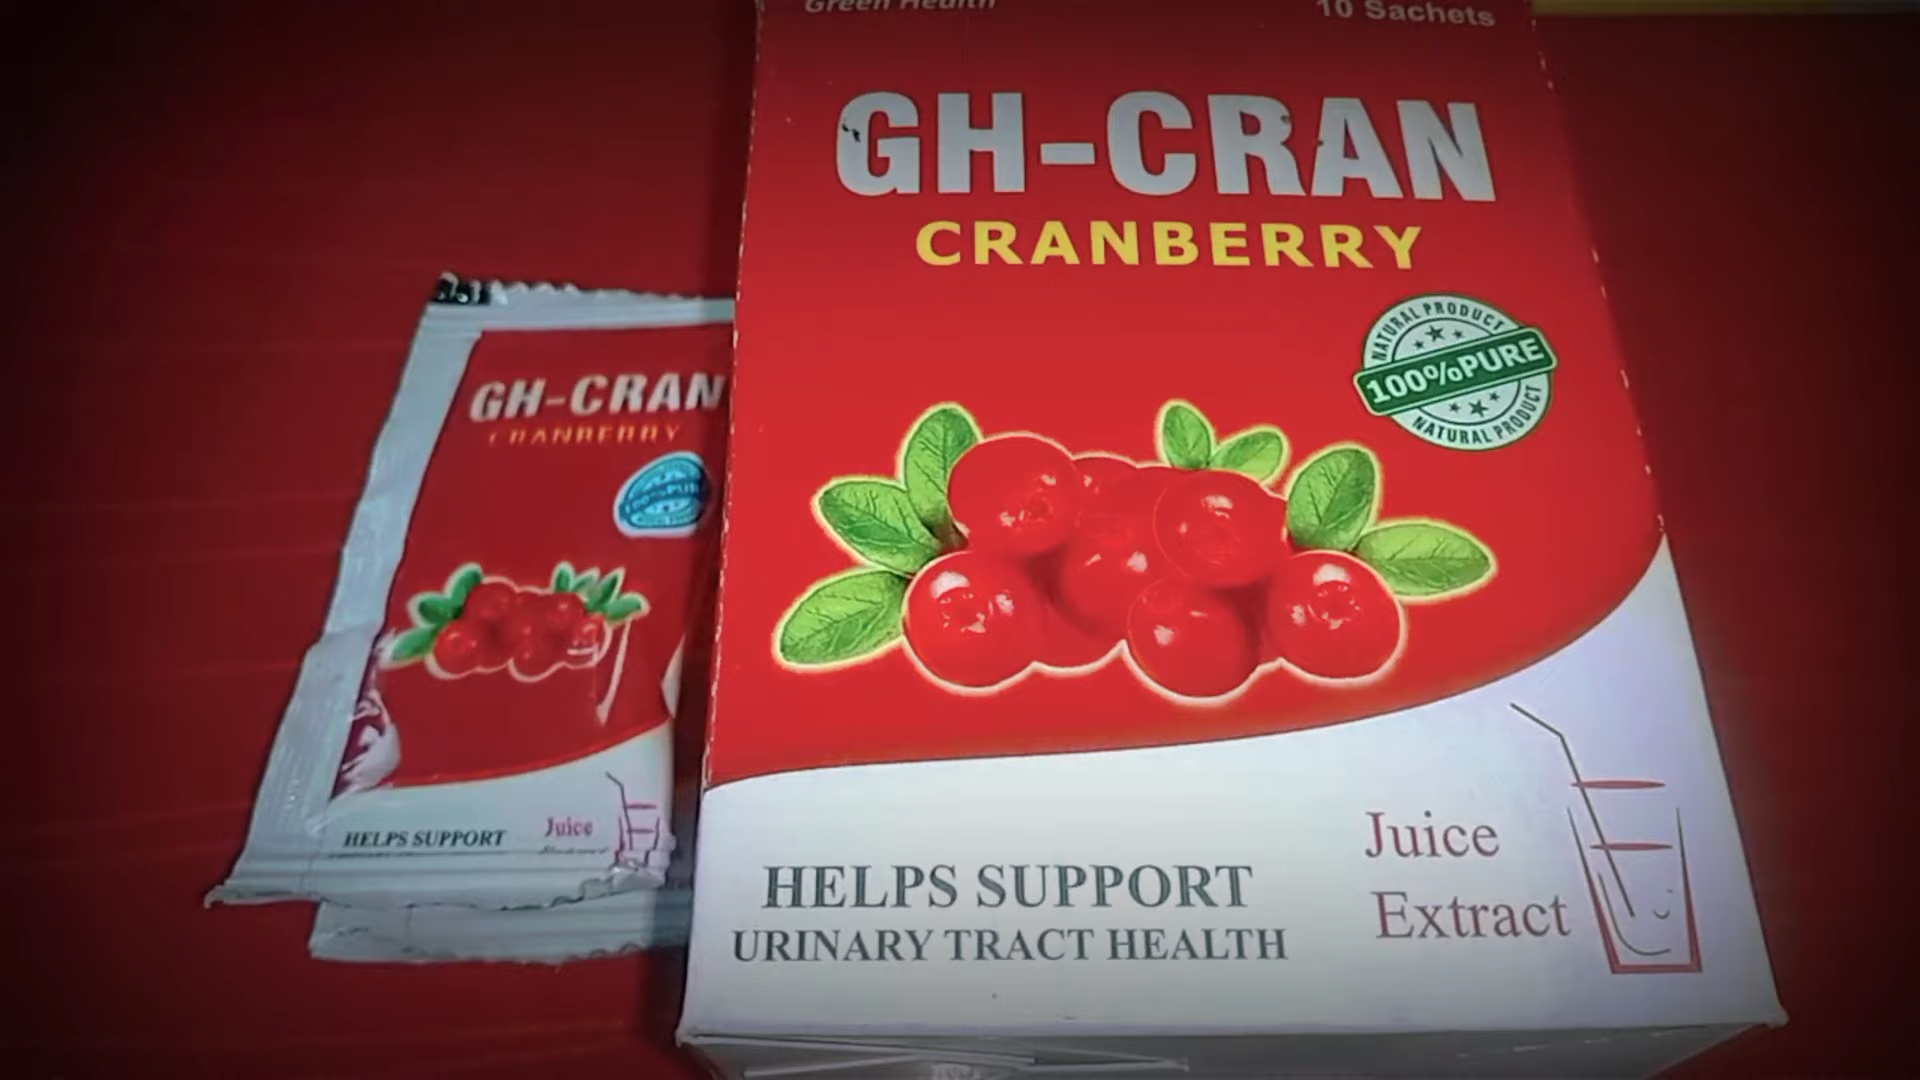 Green Health
10 Sachets
GH-CRAN
CRANBERRY
NATURAL PRODUCT
100%PURE
NATURAL PRODUCT
HELPS SUPPORT
URINARY TRACT HEALTH
Juice
Extract
GH-CRAN
CRANBERRY
HELPS SUPPORT
Juice